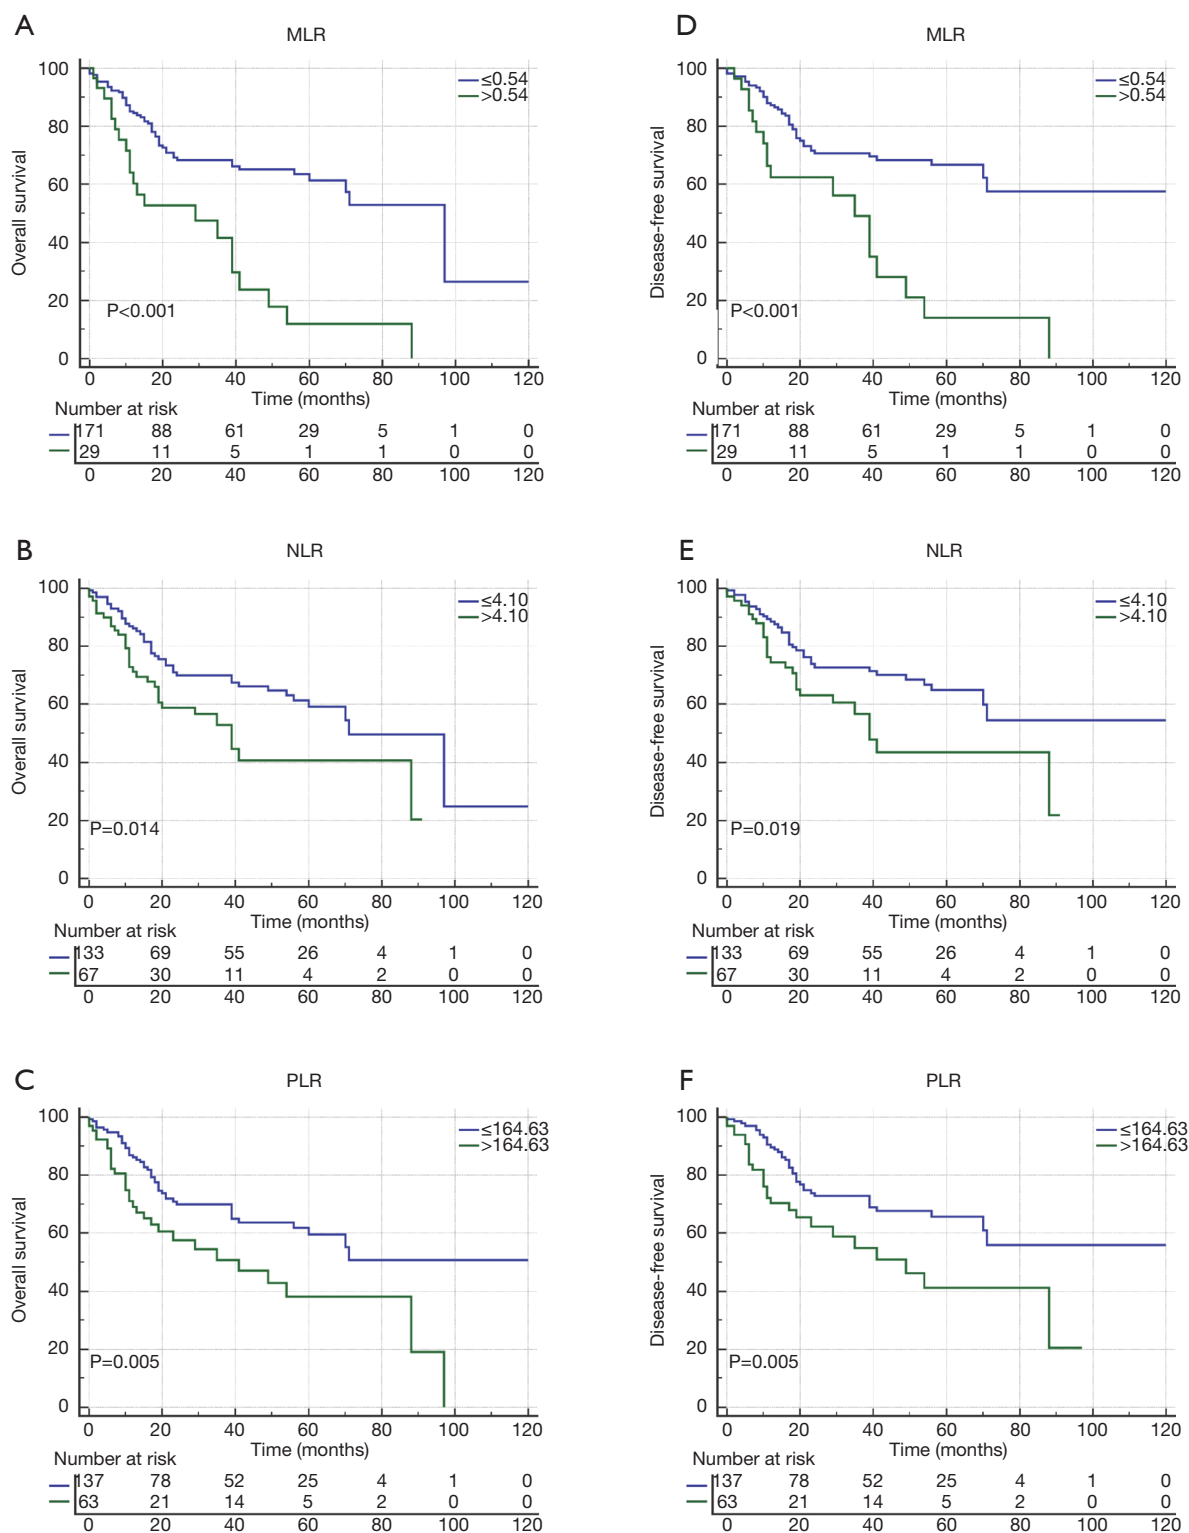 A
MLR
Overall survival
100
80
60
40
20
0
≤0.54
>0.54
P<0.001
0 20 40 60 80 100 120
Time (months)
Number at risk
171 88 61 29 5 1 0
29 11 5 1 1 0 0
0 20 40 60 80 100 120
D
MLR
Disease-free survival
100
80
60
40
20
0
≤0.54
>0.54
P<0.001
0 20 40 60 80 100 120
Time (months)
Number at risk
171 88 61 29 5 1 0
29 11 5 1 1 0 0
0 20 40 60 80 100 120
B
NLR
Overall survival
100
80
60
40
20
0
≤4.10
>4.10
P=0.014
0 20 40 60 80 100 120
Time (months)
Number at risk
133 69 55 26 4 1 0
67 30 11 4 2 0 0
0 20 40 60 80 100 120
E
NLR
Disease-free survival
100
80
60
40
20
0
≤4.10
>4.10
P=0.019
0 20 40 60 80 100 120
Time (months)
Number at risk
133 69 55 26 4 1 0
67 30 11 4 2 0 0
0 20 40 60 80 100 120
C
PLR
Overall survival
100
80
60
40
20
0
≤164.63
>164.63
P=0.005
0 20 40 60 80 100 120
Time (months)
Number at risk
137 78 52 25 4 1 0
63 21 14 5 2 0 0
0 20 40 60 80 100 120
F
PLR
Disease-free survival
100
80
60
40
20
0
≤164.63
>164.63
P=0.005
0 20 40 60 80 100 120
Time (months)
Number at risk
137 78 52 25 4 1 0
63 21 14 5 2 0 0
0 20 40 60 80 100 120